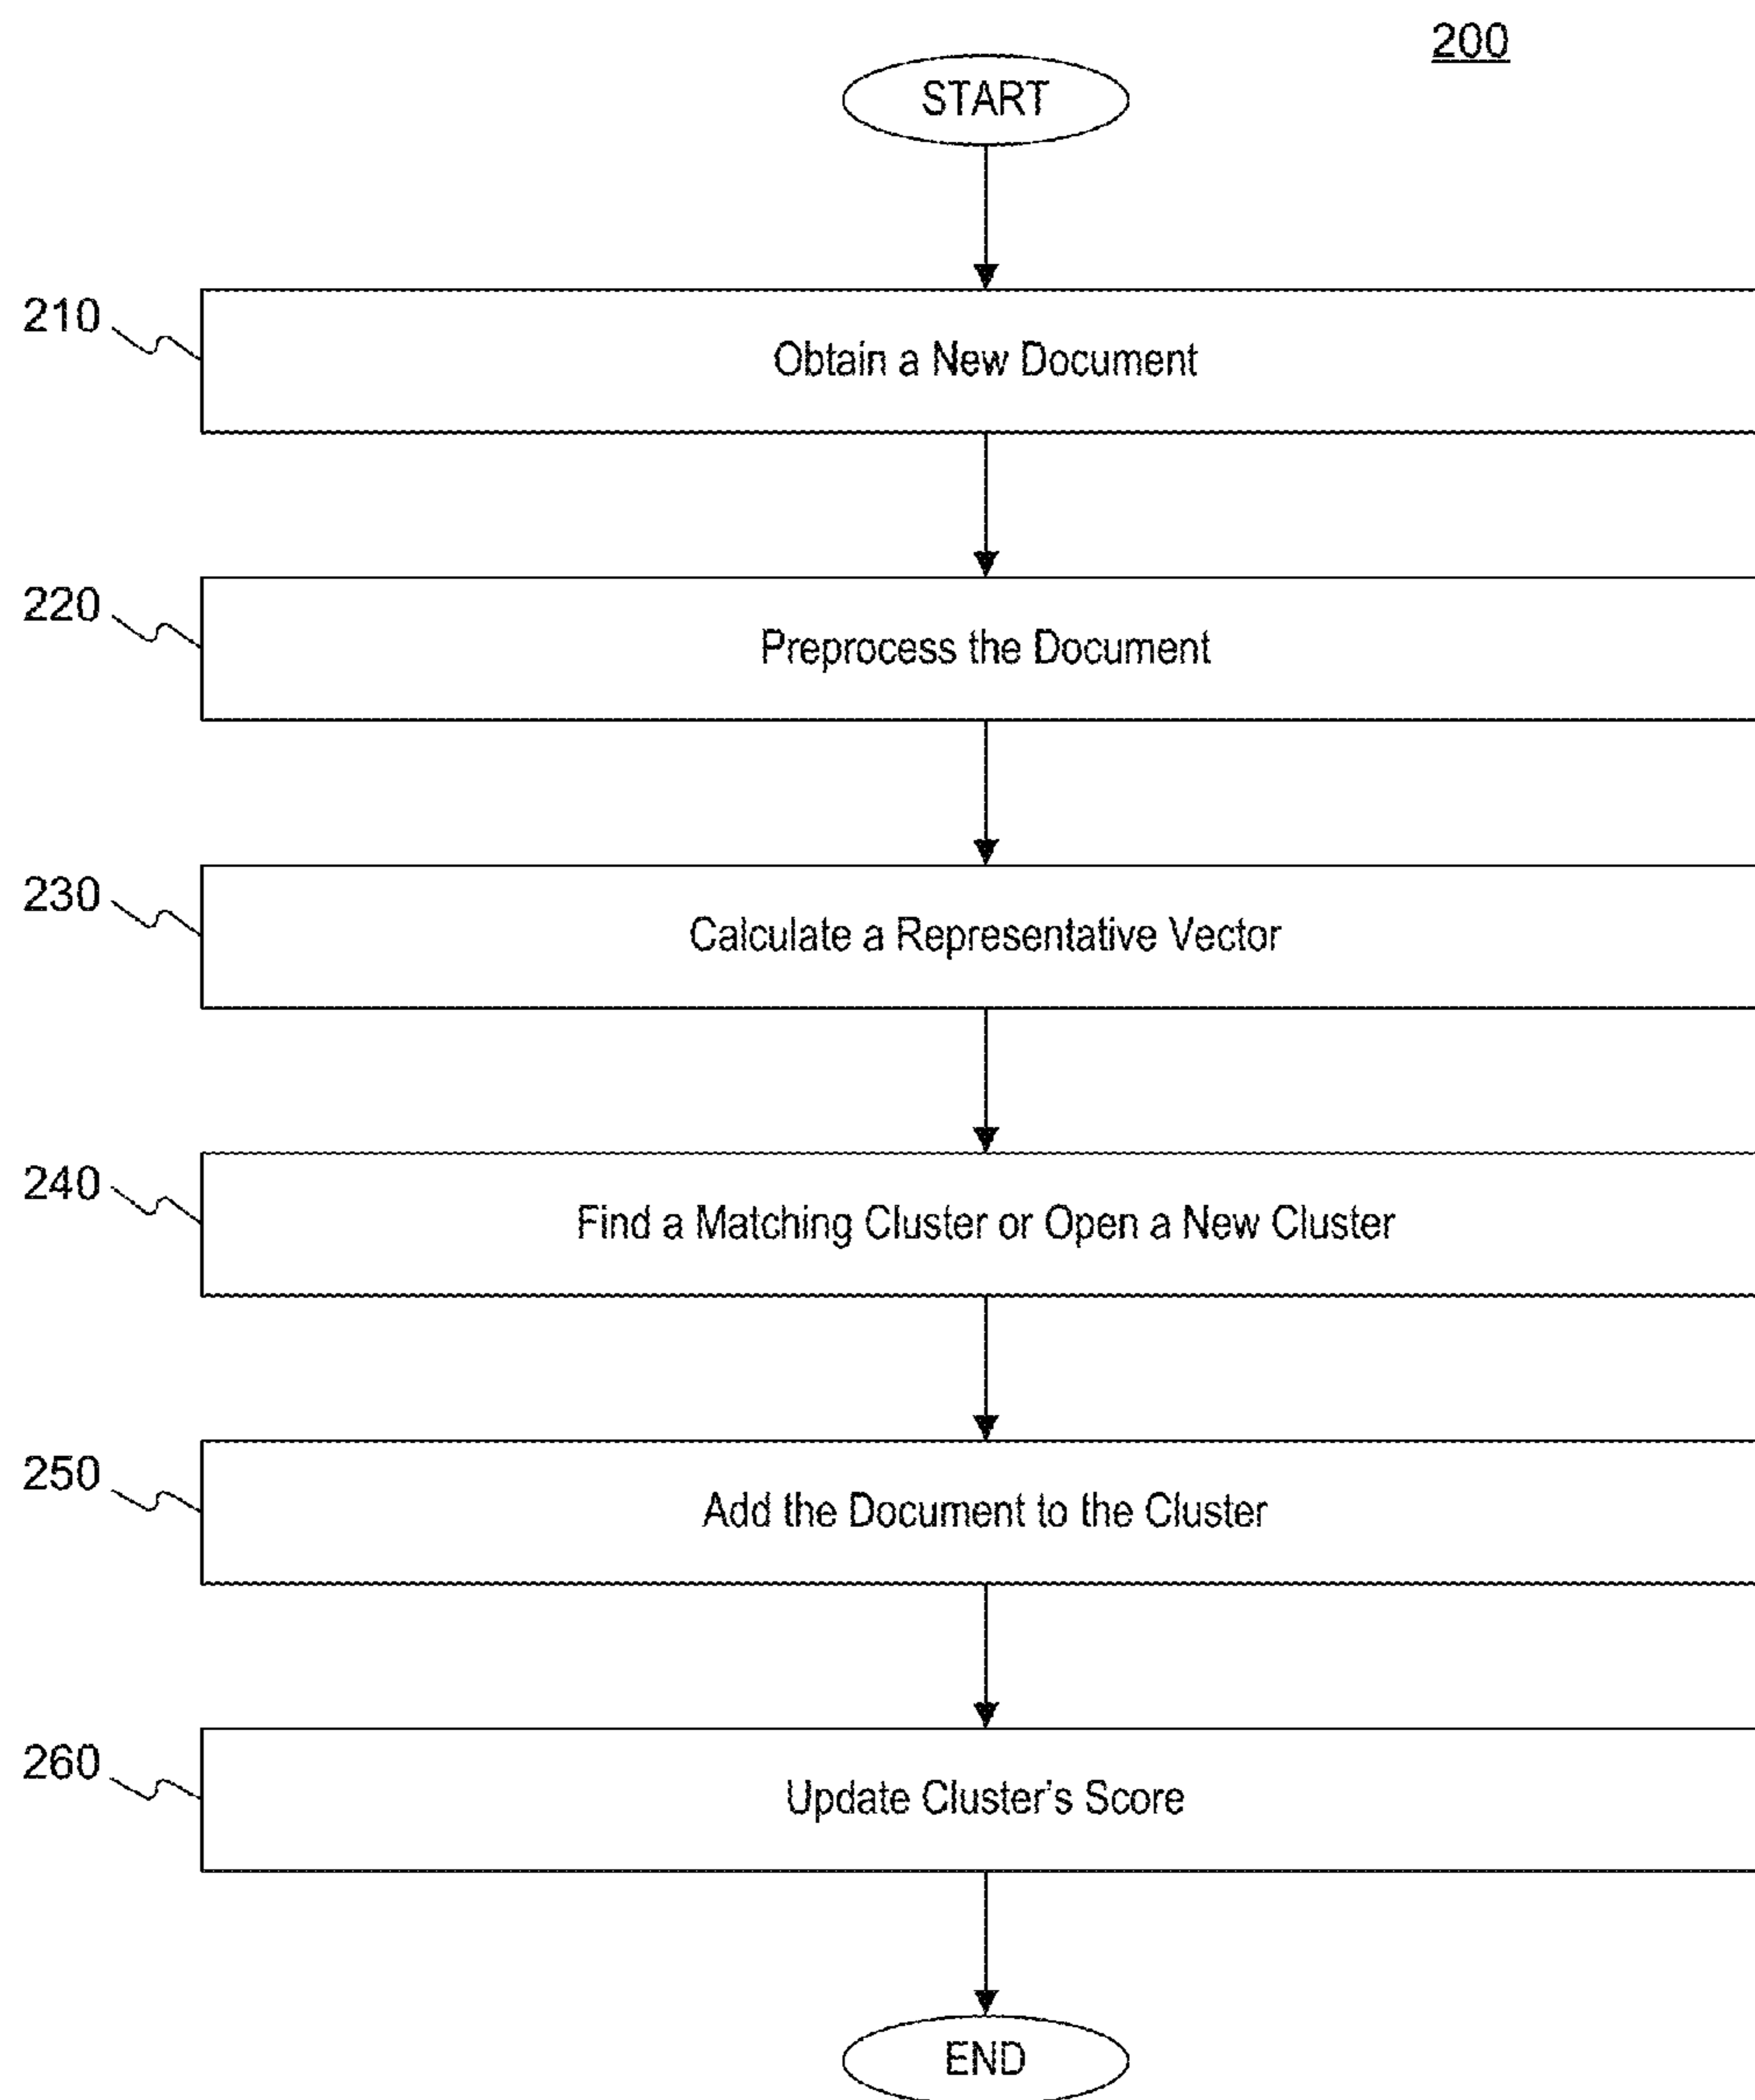 200
START
210
Obtain a New Document
220
Preprocess the Document
230
Calculate a Representative Vector
240
Find a Matching Cluster or Open a New Cluster
250
Add the Document to the Cluster
260
Update Cluster's Score
END